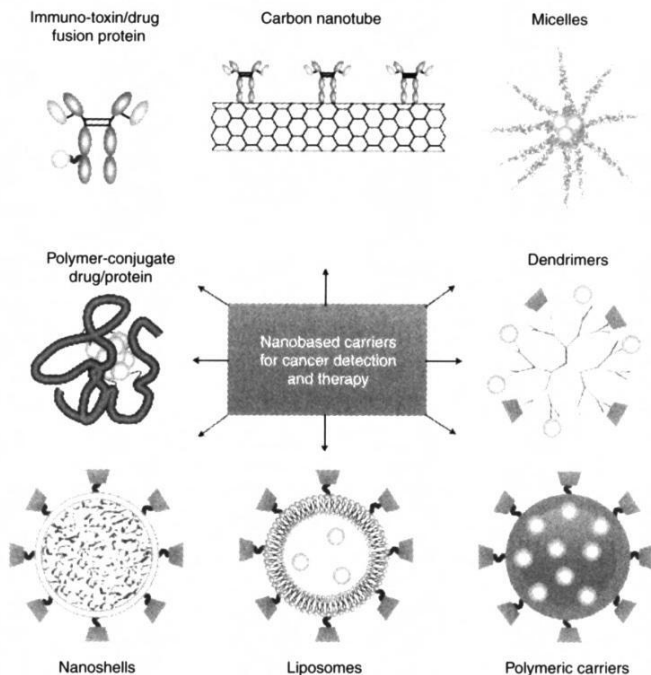 Immuno-toxin/drug
fusion protein
Carbon nanotube
Micelles
Polymer-conjugate
drug/protein
Dendrimers
Nanobased carriers
for cancer detection
and therapy
Nanoshells
Liposomes
Polymeric carriers